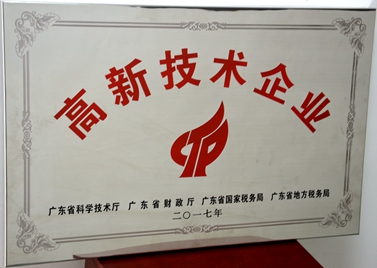 高新技术企业
广东省科学技术厅 广东省财政厅 广东省国家税务局 广东省地方税务局
二〇一七年